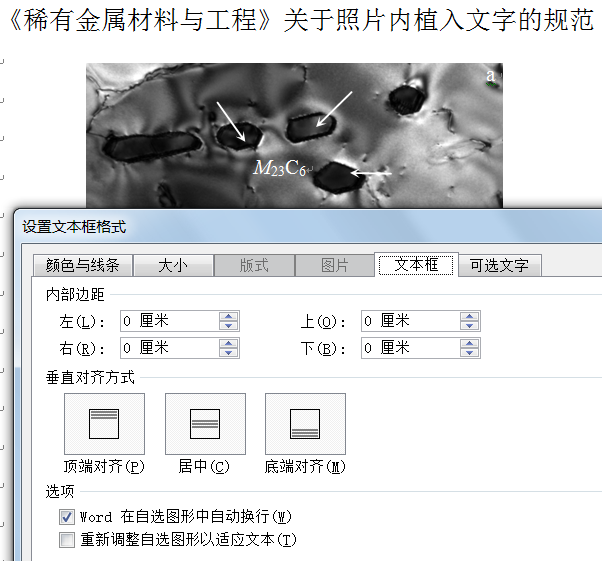 《稀有金属材料与工程》关于照片内植入文字的规范
a
M23C6
设置文本框格式
颜色与线条 大小 版式 图片 文本框 可选文字
内部边距
左(L): 0 厘米 上(O): 0 厘米
右(R): 0 厘米 下(B): 0 厘米
垂直对齐方式
顶端对齐(P) 居中(C) 底端对齐(M)
选项
Word 在自选图形中自动换行(W)
重新调整自选图形以适应文本(T)